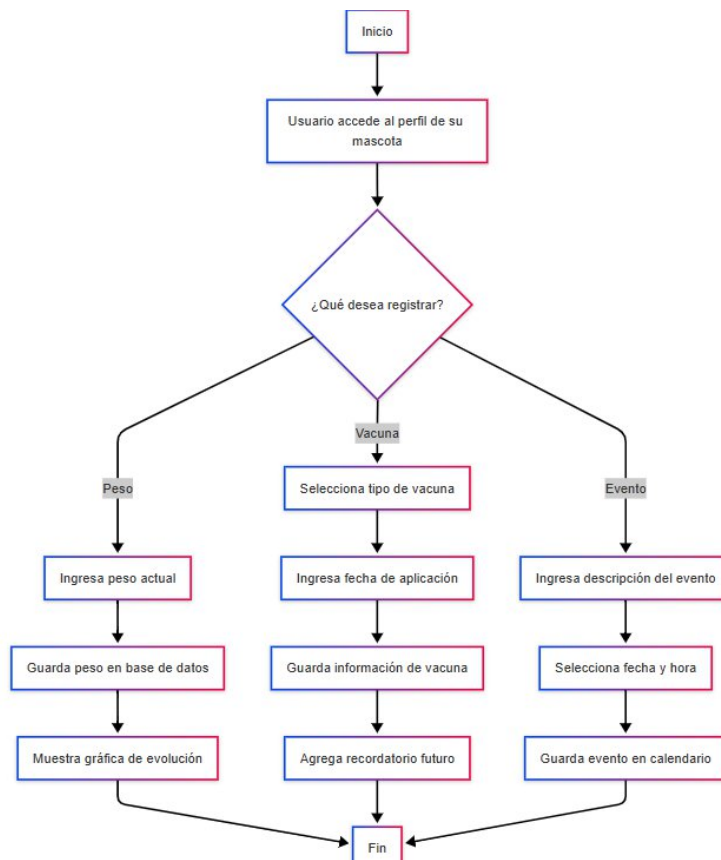 Inicio
Usuario accede al perfil de su
mascota
¿Qué desea registrar?
Peso
Vacuna
Evento
Selecciona tipo de vacuna
Ingresa peso actual
Ingresa fecha de aplicación
Ingresa descripción del evento
Guarda peso en base de datos
Guarda información de vacuna
Selecciona fecha y hora
Muestra gráfica de evolución
Agrega recordatorio futuro
Guarda evento en calendario
Fin